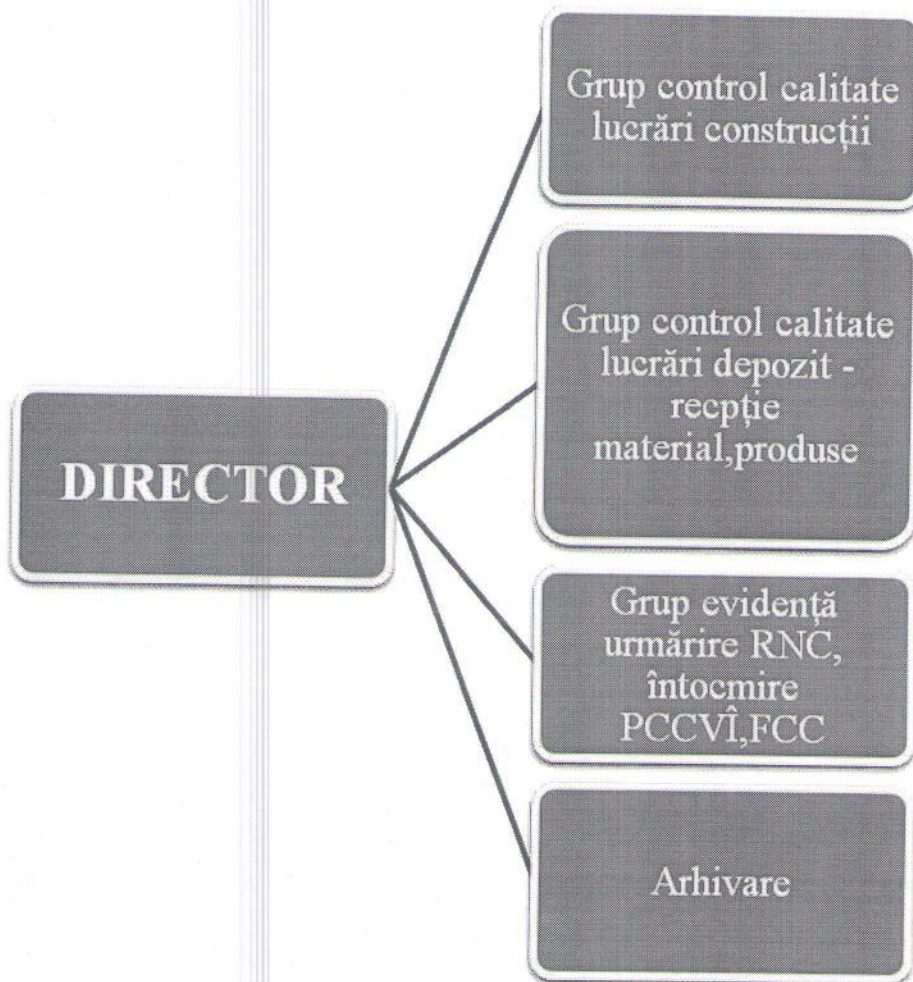 Grup control calitate
lucrări construcții
Grup control calitate
lucrări depozit -
recpție
material,produse
DIRECTOR
Grup evidență
urmărire RNC,
întocmire
PCCVÎ,FCC
Arhivare